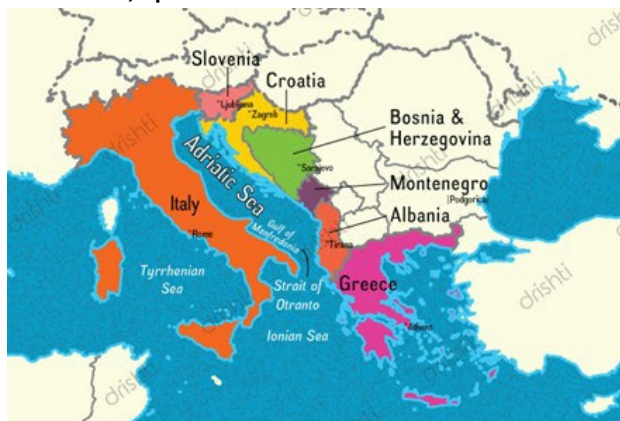 Slovenia
Croatia
Bosnia &
Herzegovina
Montenegro
Albania
Greece
Italy
Adriatic Sea
Gulf of
Manfredonia
Strait of
Otranto
Tyrrhenian
Sea
Ionian Sea
Ljubljana
Zagreb
Sarajevo
Podgorica
Tirana
Rome
Athens
drishti
drishti
drishti
drishti
drishti
drishti